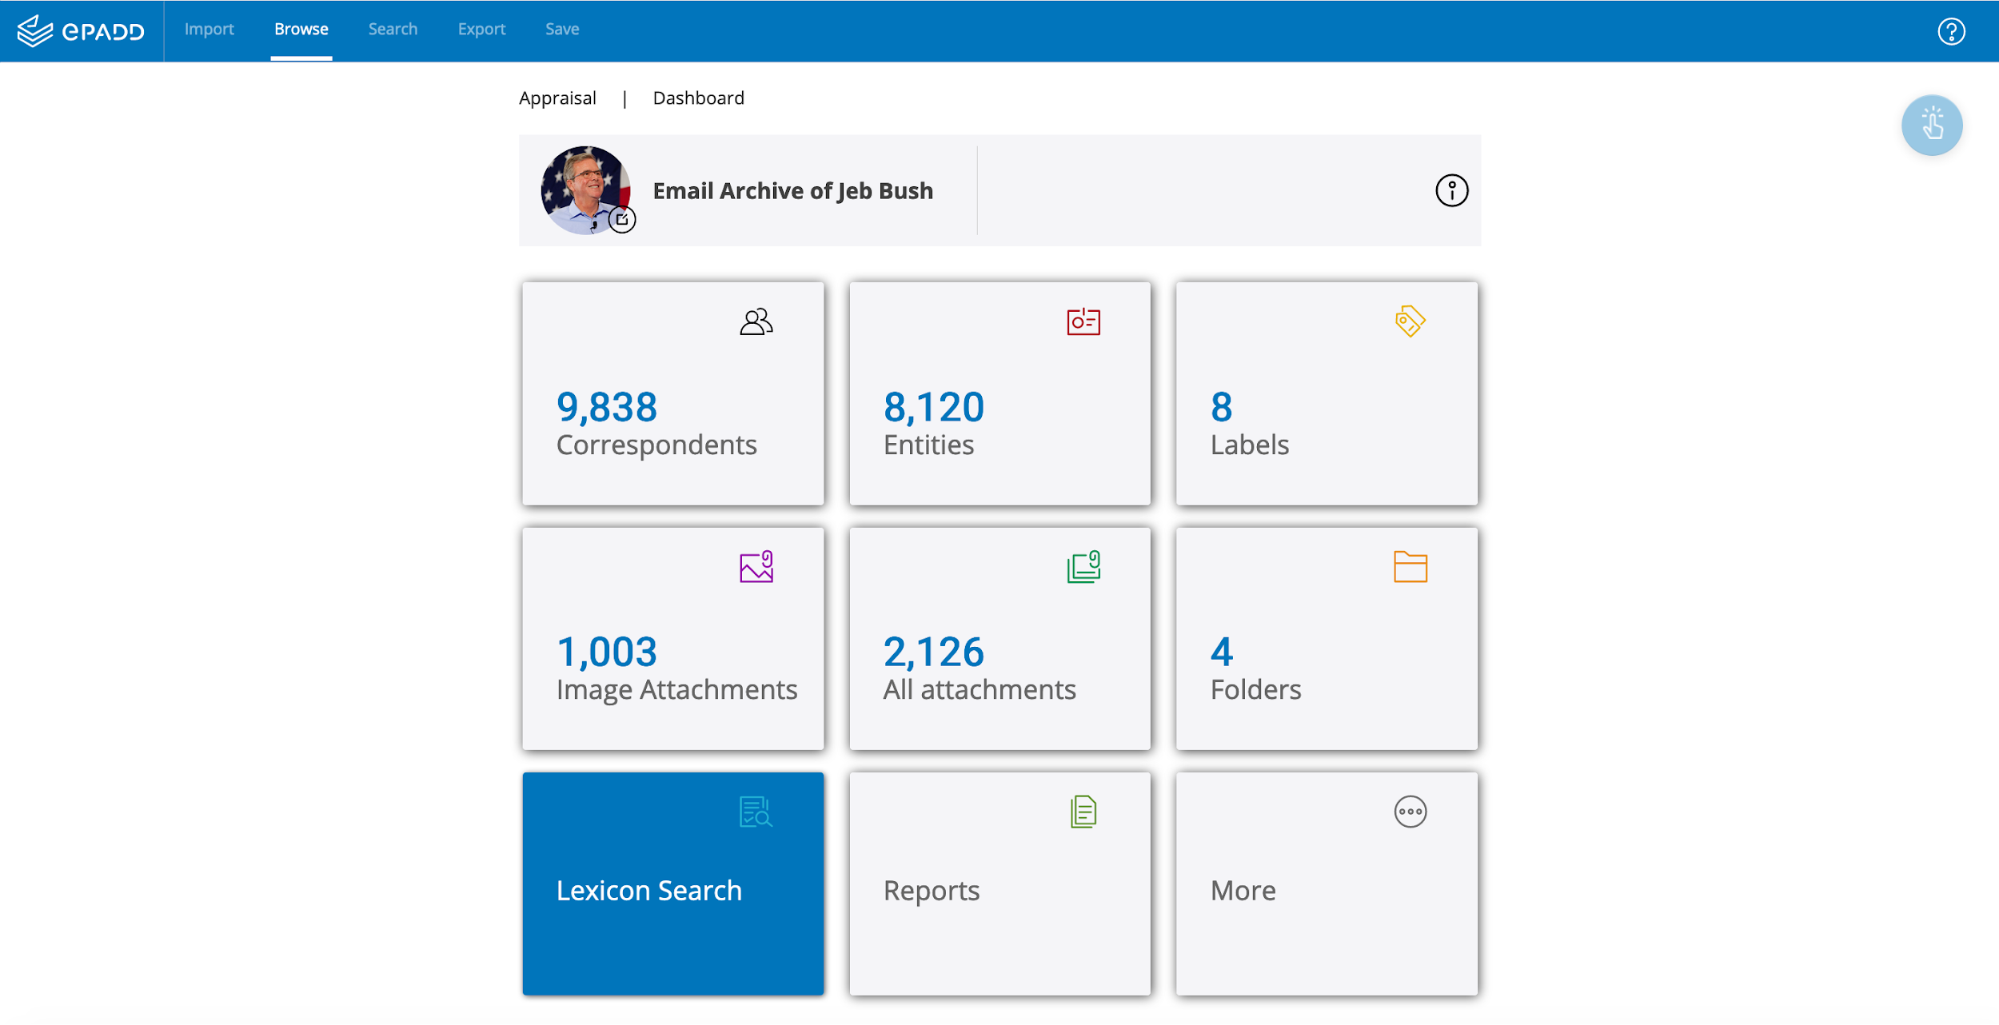 ePADD Import Browse Search Export Save ?
Appraisal | Dashboard
Email Archive of Jeb Bush
9,838
Correspondents
8,120
Entities
8
Labels
1,003
Image Attachments
2,126
All attachments
4
Folders
Lexicon Search
Reports
More